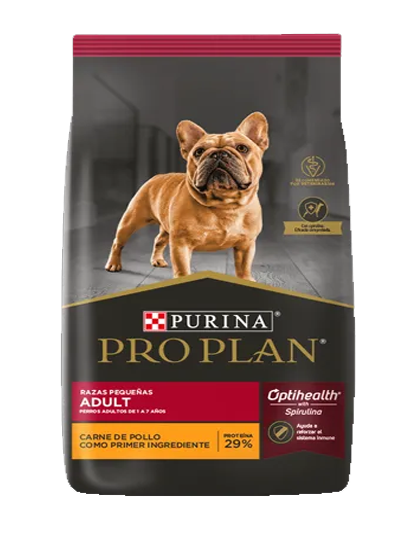 PURINA®
PRO PLAN®
RAZAS PEQUEÑAS
ADULT
PERROS ADULTOS DE 1 A 7 AÑOS
Optihealth®
with
Spirulina
Ayuda a
reforzar el
sistema inmune
CARNE DE POLLO
COMO PRIMER INGREDIENTE
PROTEÍNA
29%